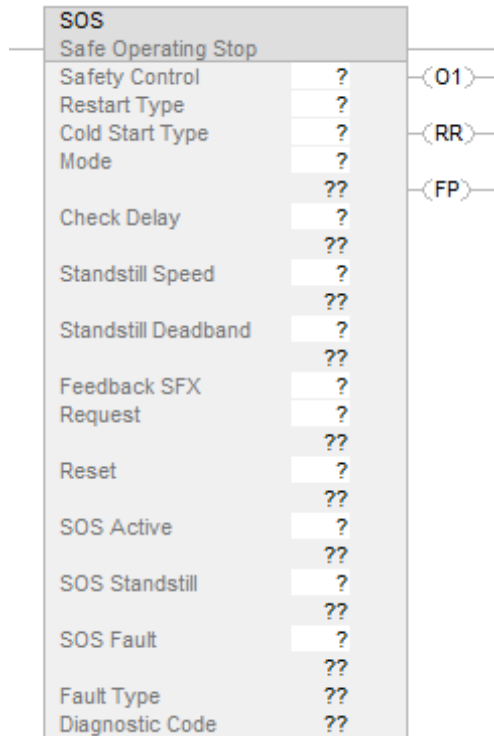 SOS
Safe Operating Stop
Safety Control ? (O1)
Restart Type ?
Cold Start Type ? (RR)
Mode ?
?? (FP)
Check Delay ?
??
Standstill Speed ?
??
Standstill Deadband ?
??
Feedback SFX ?
Request ?
??
Reset ?
??
SOS Active ?
??
SOS Standstill ?
??
SOS Fault ?
??
Fault Type ??
Diagnostic Code ??